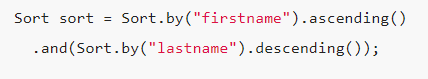 Sort sort = Sort.by("firstname").ascending()
  .and(Sort.by("lastname").descending());